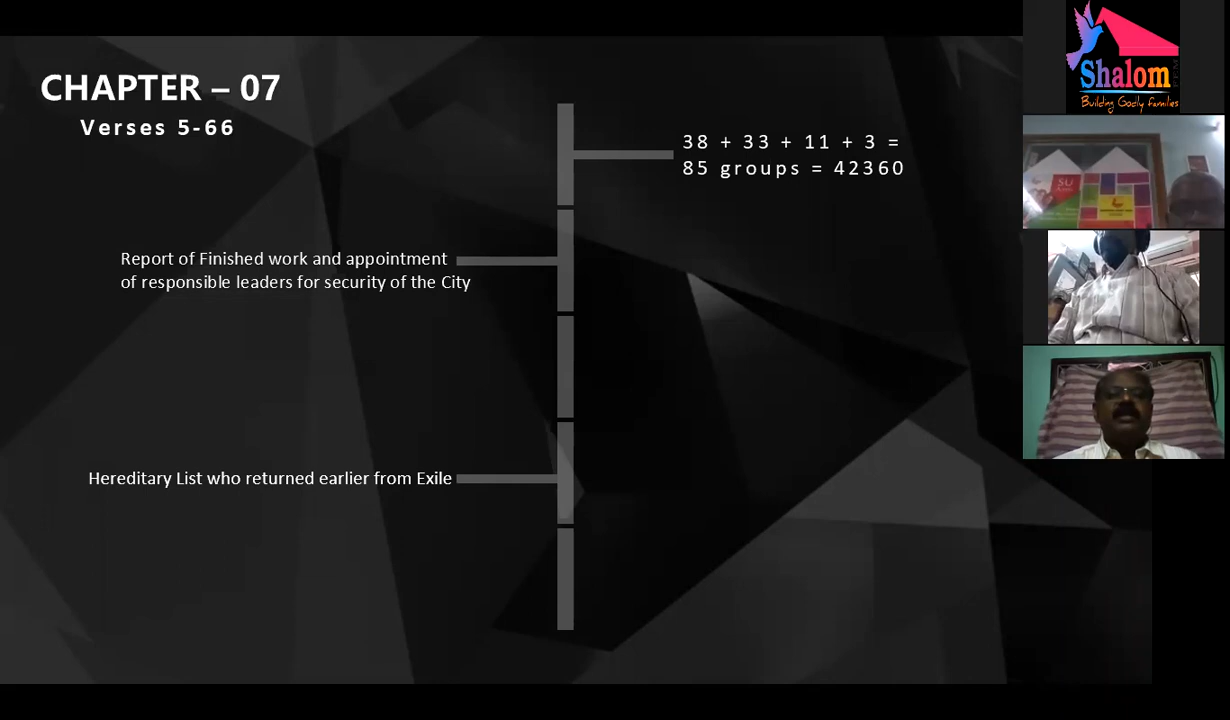 CHAPTER – 07
Verses 5-66
38 + 33 + 11 + 3 =
85 groups = 42360
Report of Finished work and appointment
of responsible leaders for security of the City
Hereditary List who returned earlier from Exile
Shalom
Building Godly families
SU